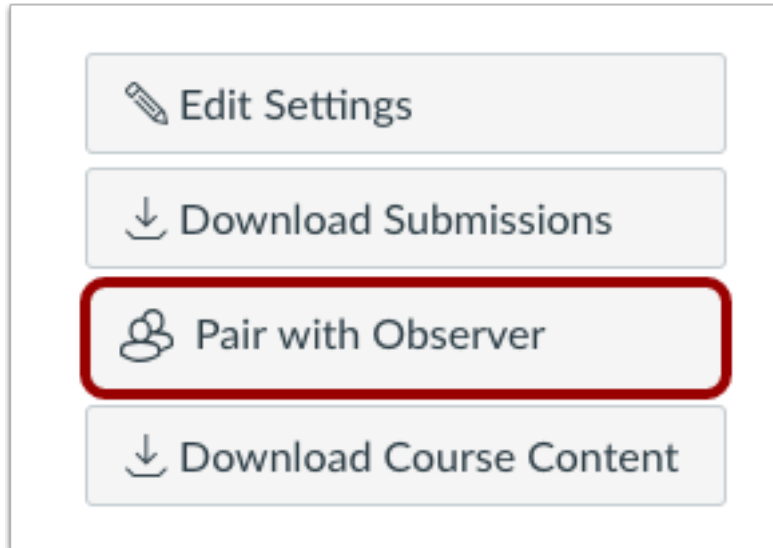 Edit Settings
Download Submissions
Pair with Observer
Download Course Content